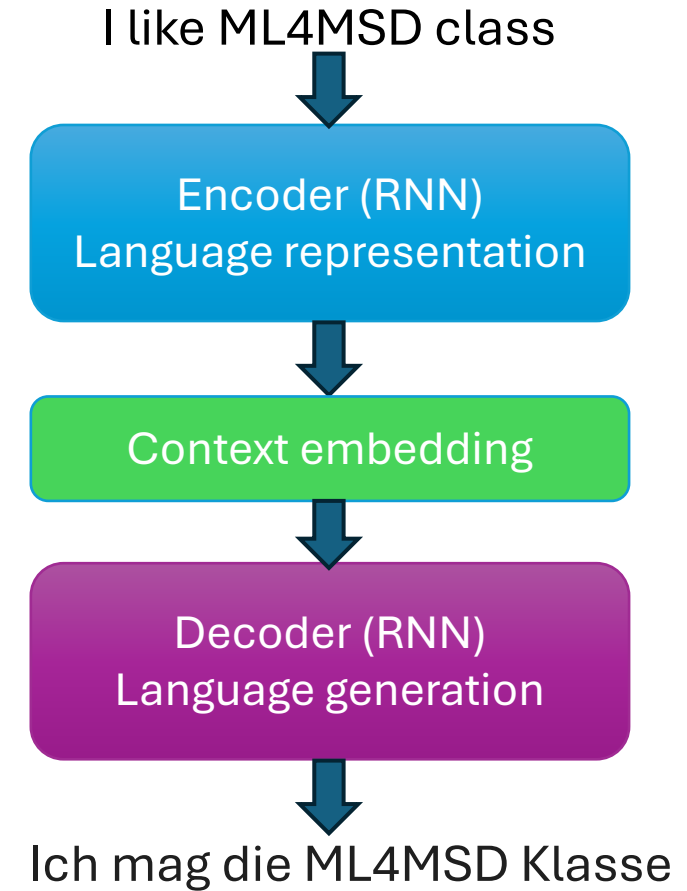 I like ML4MSD class
Encoder (RNN)
Language representation
Context embedding
Decoder (RNN)
Language generation
Ich mag die ML4MSD Klasse